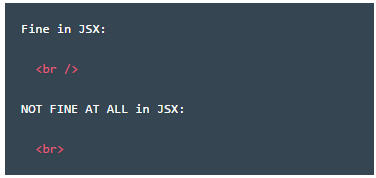 Fine in JSX:
<br />
NOT FINE AT ALL in JSX:
<br>